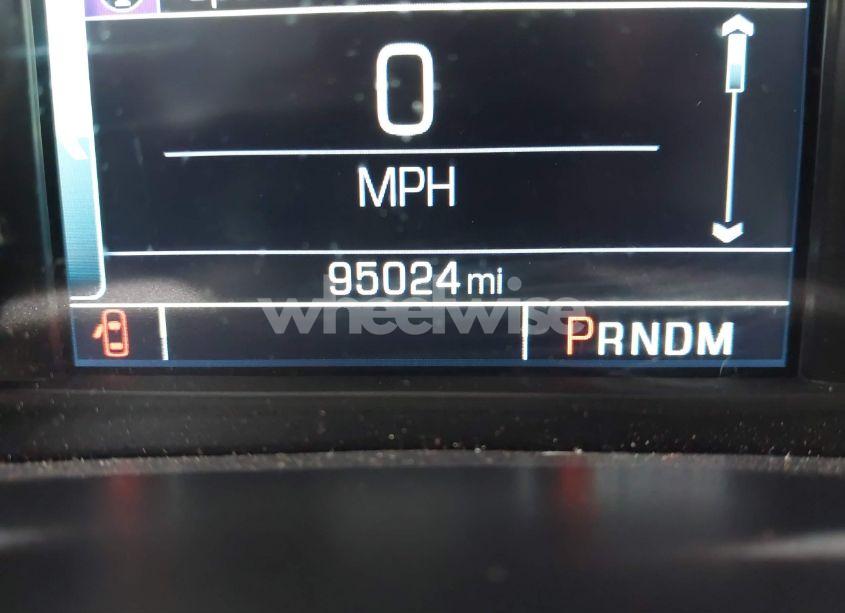 0
MPH
95024 mi
wheelwise
PRNDM